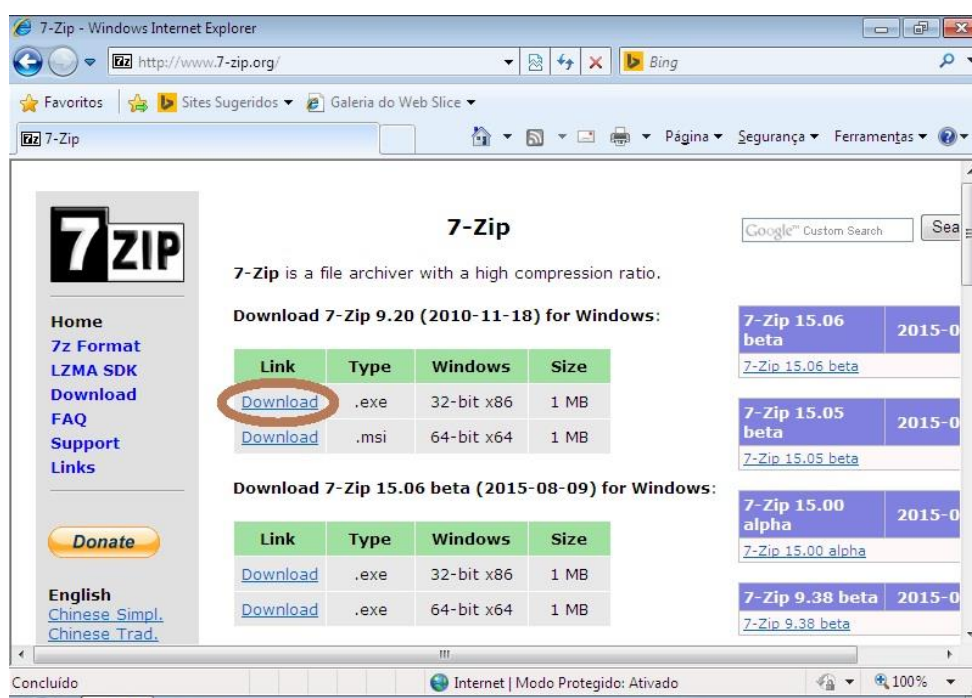 7-Zip - Windows Internet Explorer
http://www.7-zip.org/
Bing
Favoritos
Sites Sugeridos
Galeria do Web Slice
7-Zip
Página
Segurança
Ferramentas
7 ZIP
Home
7z Format
LZMA SDK
Download
FAQ
Support
Links
Donate
English
Chinese Simpl.
Chinese Trad.
7-Zip
7-Zip is a file archiver with a high compression ratio.
Download 7-Zip 9.20 (2010-11-18) for Windows:
Link Type Windows Size
Download .exe 32-bit x86 1 MB
Download .msi 64-bit x64 1 MB
Download 7-Zip 15.06 beta (2015-08-09) for Windows:
Link Type Windows Size
Download .exe 32-bit x86 1 MB
Download .exe 64-bit x64 1 MB
Google™ Custom Search Sea
7-Zip 15.06 beta 2015-0
7-Zip 15.06 beta
7-Zip 15.05 beta 2015-0
7-Zip 15.05 beta
7-Zip 15.00 alpha 2015-0
7-Zip 15.00 alpha
7-Zip 9.38 beta 2015-0
7-Zip 9.38 beta
Concluído
Internet | Modo Protegido: Ativado
100%